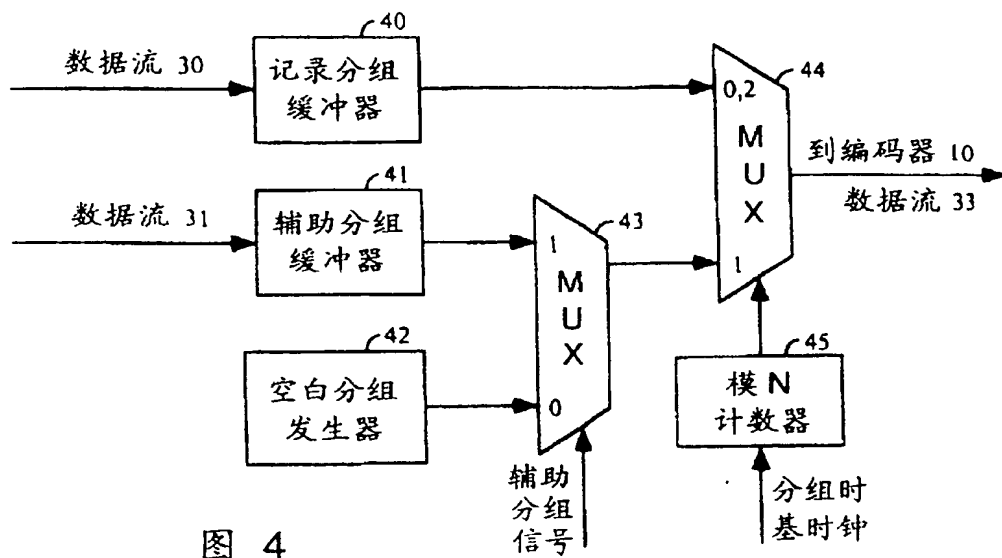 40
数据流 30
记录分组
缓冲器
44
0,2
MUX
到编码器 10
数据流 33
41
数据流 31
辅助分组
缓冲器
43
1
MUX
1
42
空白分组
发生器
0
45
模 N
计数器
辅助
分组
信号
分组时
基时钟
图 4